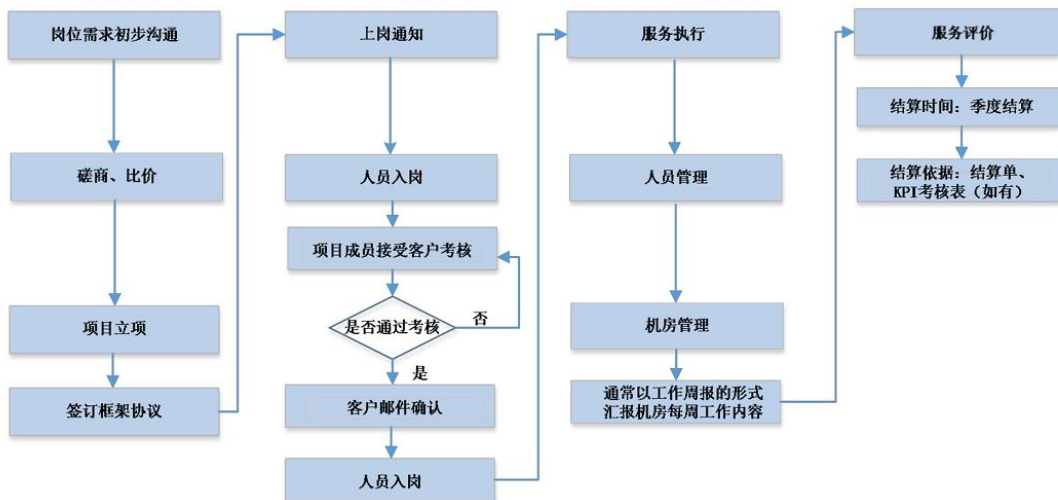 岗位需求初步沟通
磋商、比价
项目立项
签订框架协议
上岗通知
人员入岗
项目成员接受客户考核
是否通过考核
否
是
客户邮件确认
人员入岗
服务执行
人员管理
机房管理
通常以工作周报的形式
汇报机房每周工作内容
服务评价
结算时间：季度结算
结算依据：结算单、
KPI考核表（如有）